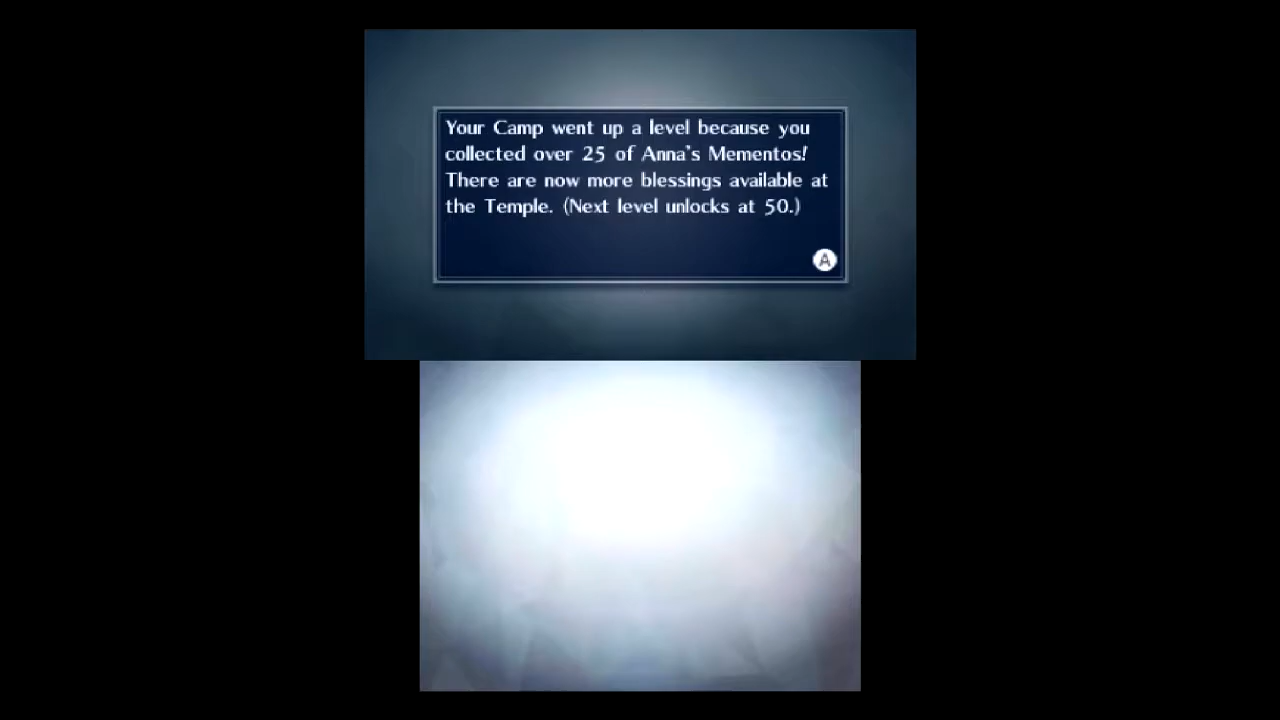 Your Camp went up a level because you
collected over 25 of Anna's Mementos!
There are now more blessings available at
the Temple. (Next level unlocks at 50.)
A